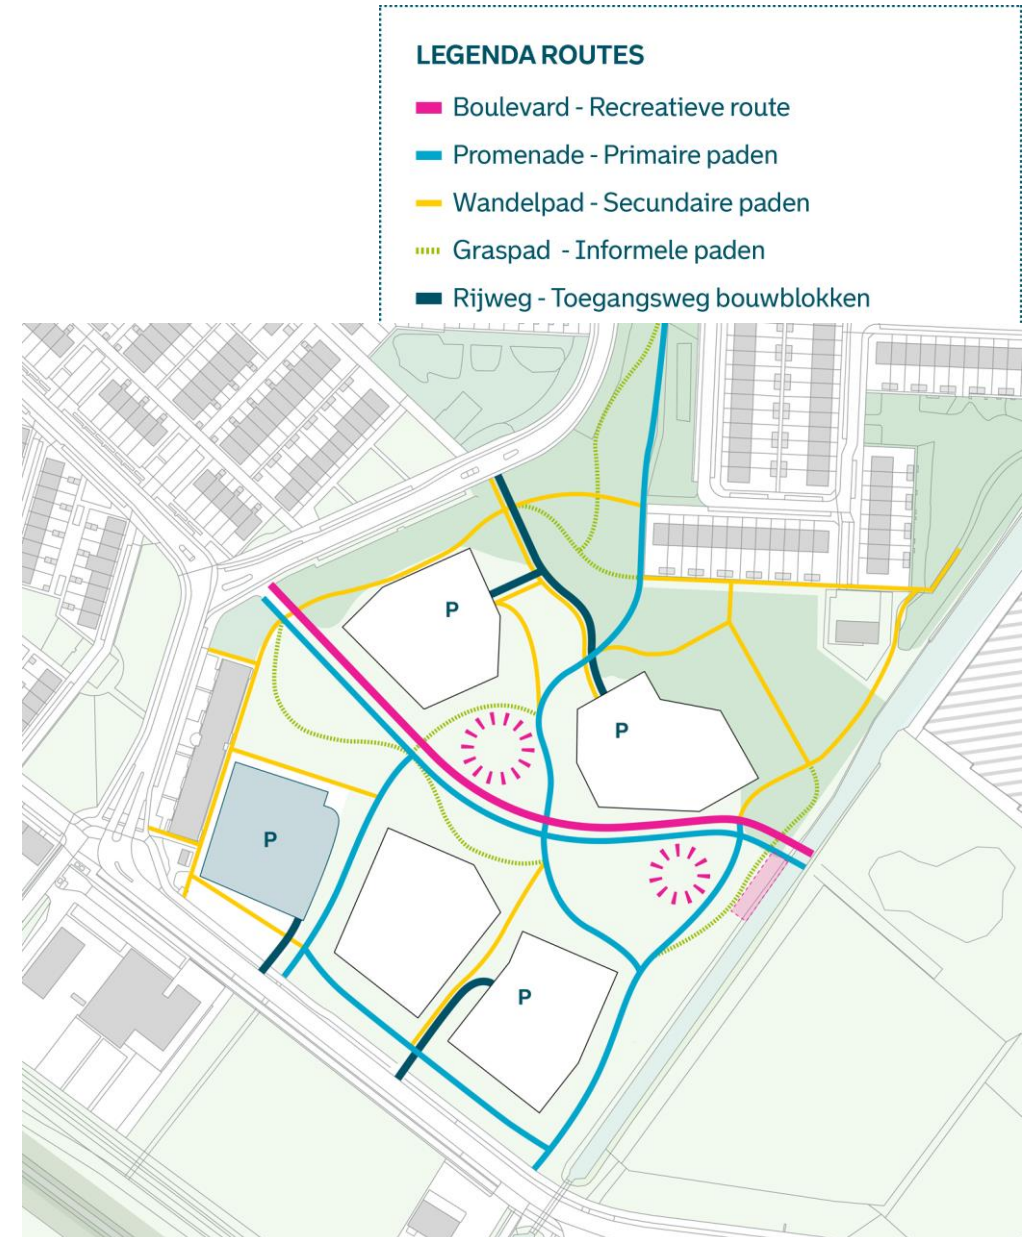 LEGENDA ROUTES
Boulevard - Recreatieve route
Promenade - Primaire paden
Wandelpad - Secundaire paden
Graspad - Informele paden
Rijweg - Toegangsweg bouwblokken
P
P
P
P